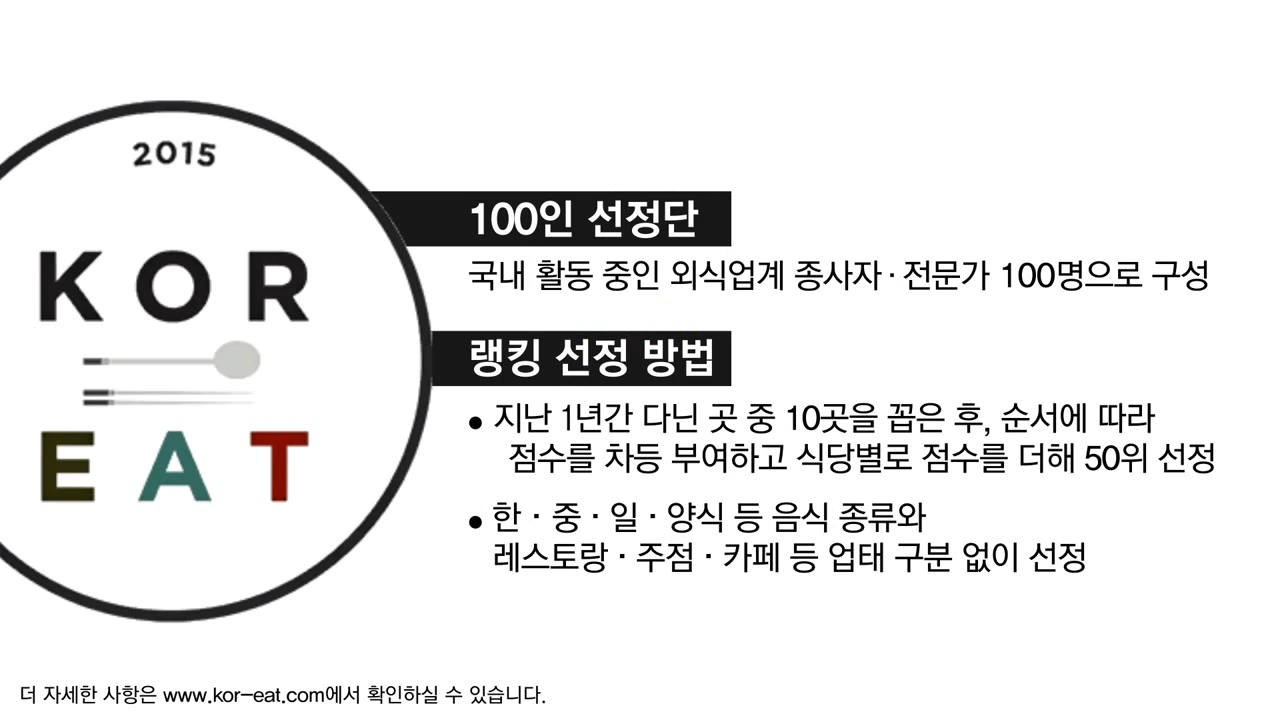 2015
KOR
EAT
100인 선정단
국내 활동 중인 외식업계 종사자·전문가 100명으로 구성
랭킹 선정 방법
● 지난 1년간 다닌 곳 중 10곳을 꼽은 후, 순서에 따라
점수를 차등 부여하고 식당별로 점수를 더해 50위 선정
● 한·중·일·양식 등 음식 종류와
레스토랑·주점·카페 등 업태 구분 없이 선정
더 자세한 사항은 www.kor-eat.com에서 확인하실 수 있습니다.